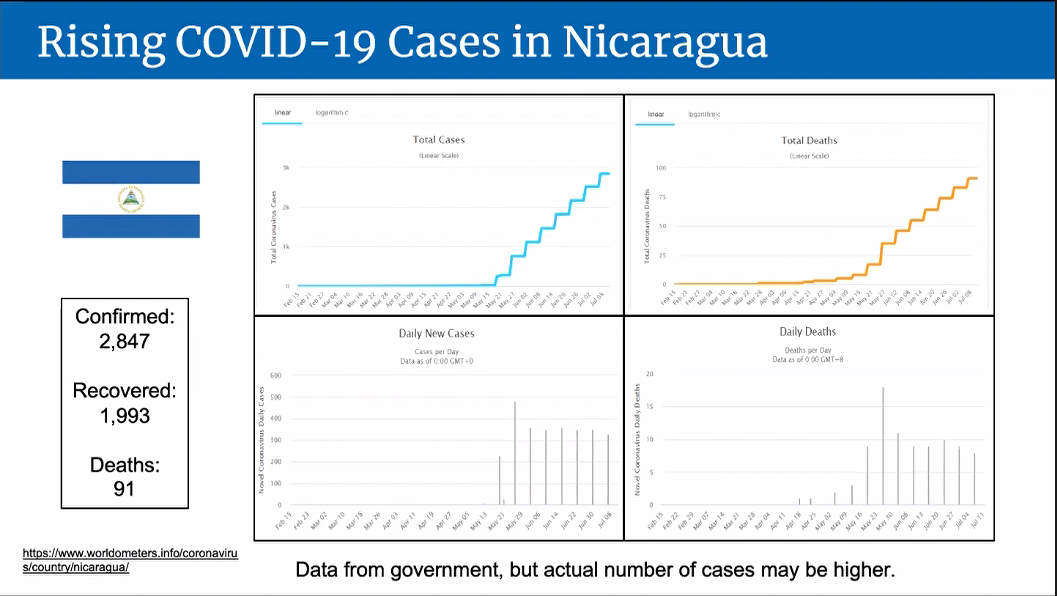 Rising COVID-19 Cases in Nicaragua
Confirmed:
2,847
Recovered:
1,993
Deaths:
91
https://www.worldometers.info/coronaviru
s/country/nicaragua/
linear logarithmic
Total Cases
(Linear Scale)
Total Coronavirus Cases
3k
2k
1k
0
Feb 15 Feb 21 Feb 27 Mar 04 Mar 10 Mar 16 Mar 22 Mar 28 Apr 03 Apr 09 Apr 15 Apr 21 Apr 27 May 03 May 09 May 15 May 21 May 27 Jun 02 Jun 08 Jun 14 Jun 20 Jun 26 Jul 02 Jul 08
linear logarithmic
Total Deaths
(Linear Scale)
Total Coronavirus Deaths
100
75
50
25
0
Feb 15 Feb 21 Feb 27 Mar 04 Mar 10 Mar 16 Mar 22 Mar 28 Apr 03 Apr 09 Apr 15 Apr 21 Apr 27 May 03 May 09 May 15 May 21 May 27 Jun 02 Jun 08 Jun 14 Jun 20 Jun 26 Jul 02 Jul 08
Daily New Cases
Cases per Day
Data as of 0:00 GMT+0
Novel Coronavirus Daily Cases
600
500
400
300
200
100
0
Feb 15 Feb 23 Mar 02 Mar 10 Mar 18 Mar 26 Apr 03 Apr 11 Apr 19 Apr 27 May 05 May 13 May 21 May 29 Jun 06 Jun 14 Jun 22 Jun 30 Jul 08
Daily Deaths
Deaths per Day
Data as of 0:00 GMT+8
Novel Coronavirus Daily Deaths
20
15
10
5
0
Feb 15 Feb 22 Feb 29 Mar 07 Mar 14 Mar 21 Mar 28 Apr 04 Apr 11 Apr 18 Apr 25 May 02 May 09 May 16 May 23 May 30 Jun 06 Jun 13 Jun 20 Jun 27 Jul 04 Jul 11
Data from government, but actual number of cases may be higher.